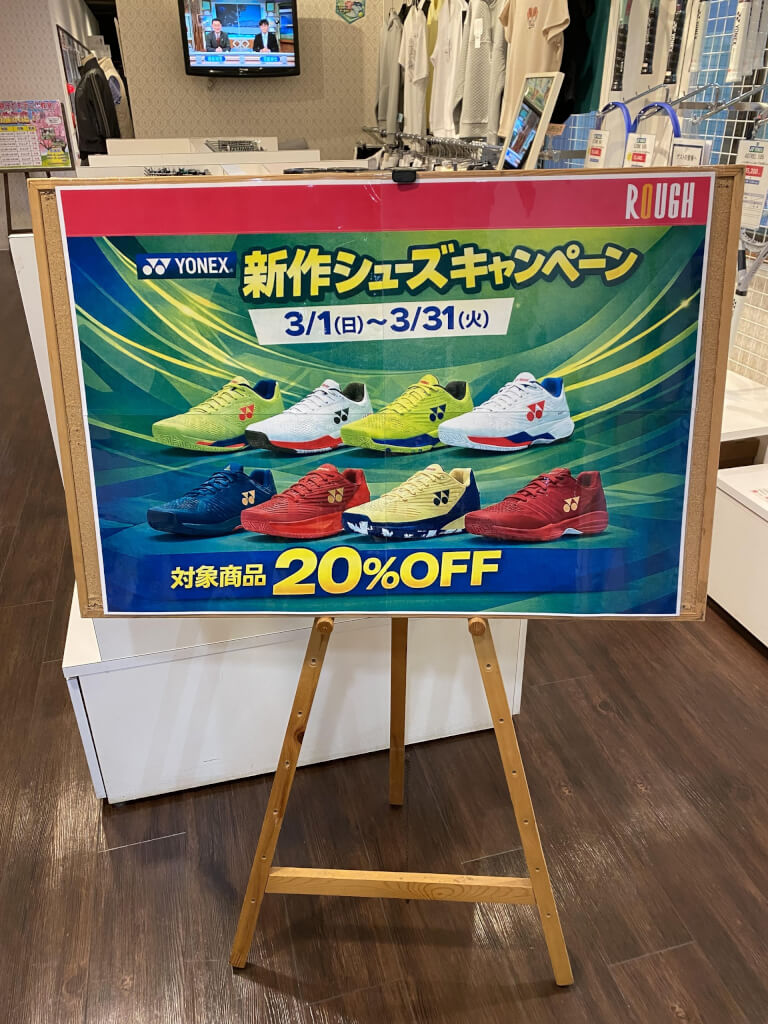 ROUGH
YONEX 新作シューズキャンペーン
3/1(日)～3/31(火)
対象商品 20%OFF
YONEX